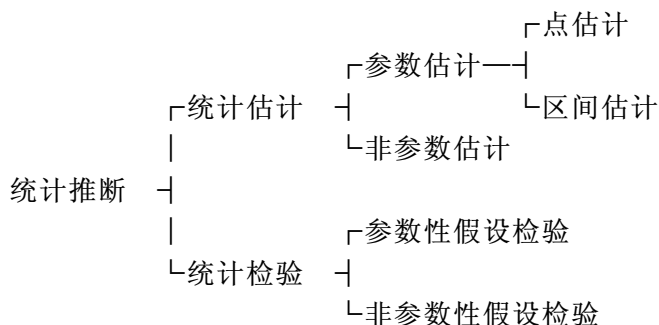 点估计
参数估计
统计估计
区间估计
非参数估计
统计推断
参数性假设检验
统计检验
非参数性假设检验